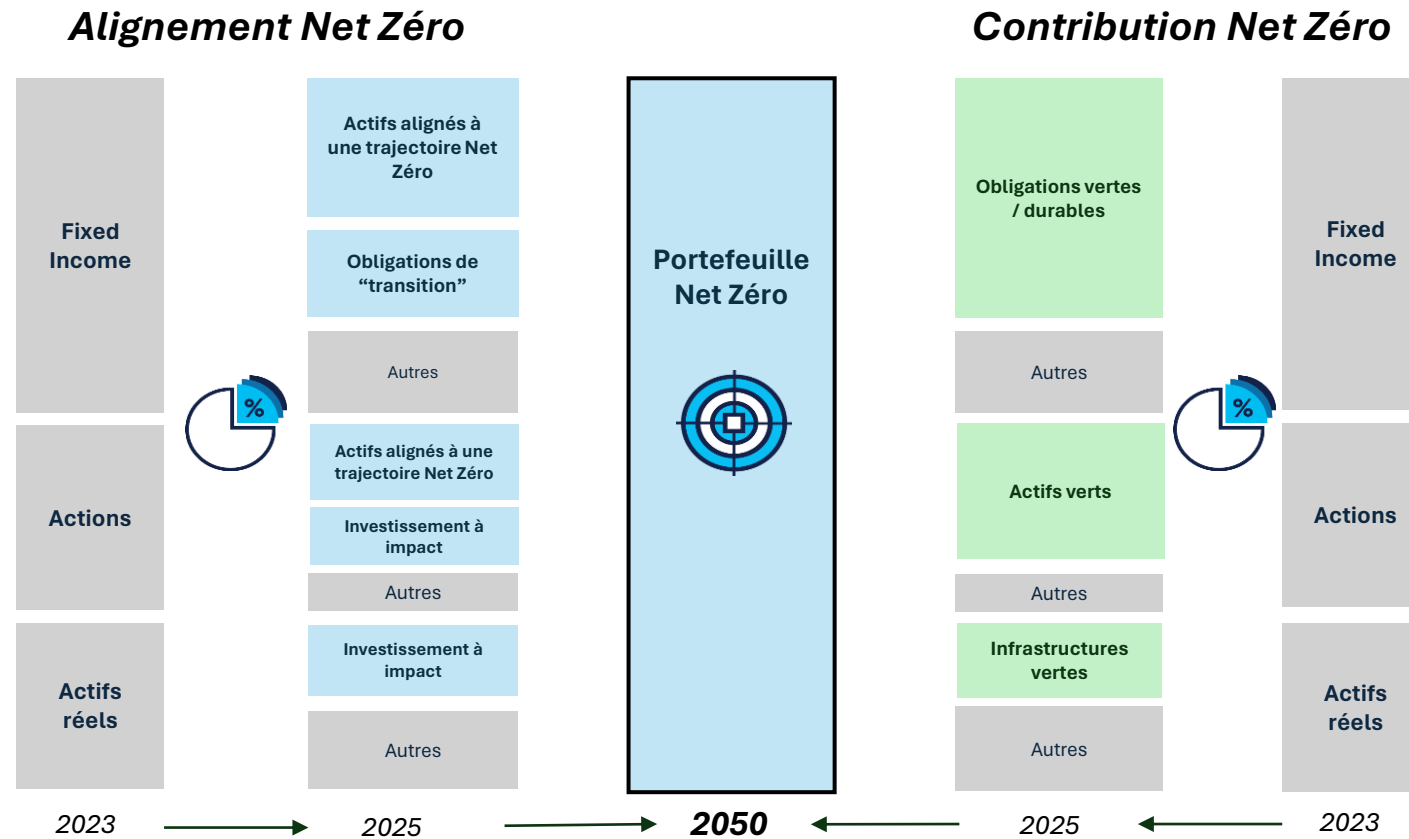 Alignement Net Zéro
Contribution Net Zéro
Fixed
Income
Actions
Actifs
réels
%
Actifs alignés à
une trajectoire Net
Zéro
Obligations de
“transition”
Autres
Actifs alignés à une
trajectoire Net Zéro
Investissement à
impact
Autres
Investissement à
impact
Autres
Portefeuille
Net Zéro
Obligations vertes
/ durables
Autres
Actifs verts
Autres
Infrastructures
vertes
Autres
%
Fixed
Income
Actions
Actifs
réels
2023
2025
2050
2025
2023